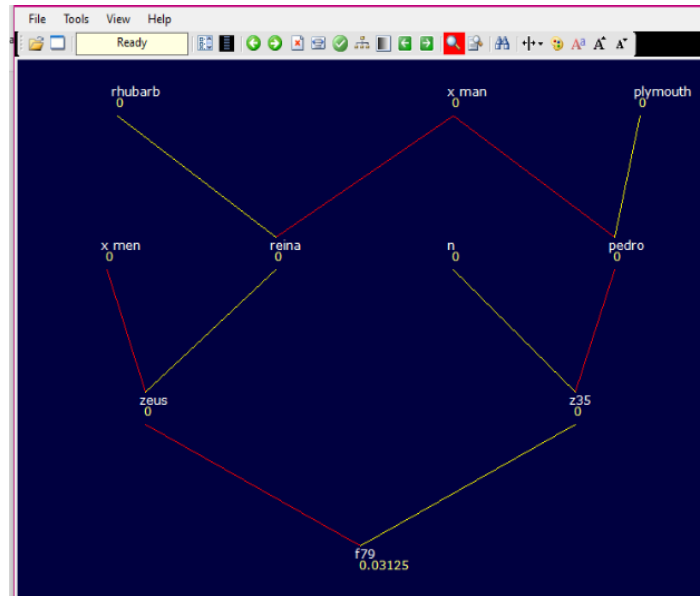 File Tools View Help
Ready
rhubarb x man plymouth
0 0 0
x men reina n pedro
0 0 0 0
zeus z35
0 0
f79
0.03125